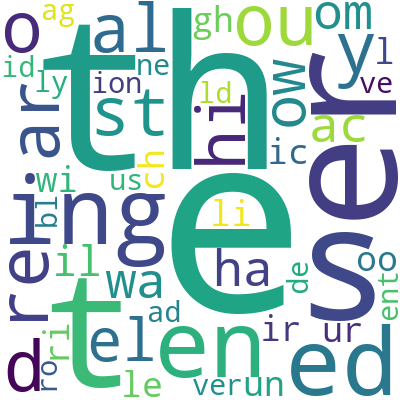 o
ag
al
th
gh
ou
om
y
l
id
ly
ion
ne
st
ld
hi
ow
er
ve
ac
ar
ic
wi
us
ch
i
re
ng
bl
li
e
s
ha
oo
il
t
wa
de
ent
ri
el
ad
en
ir
ur
ed
d
ro
le
ver
un